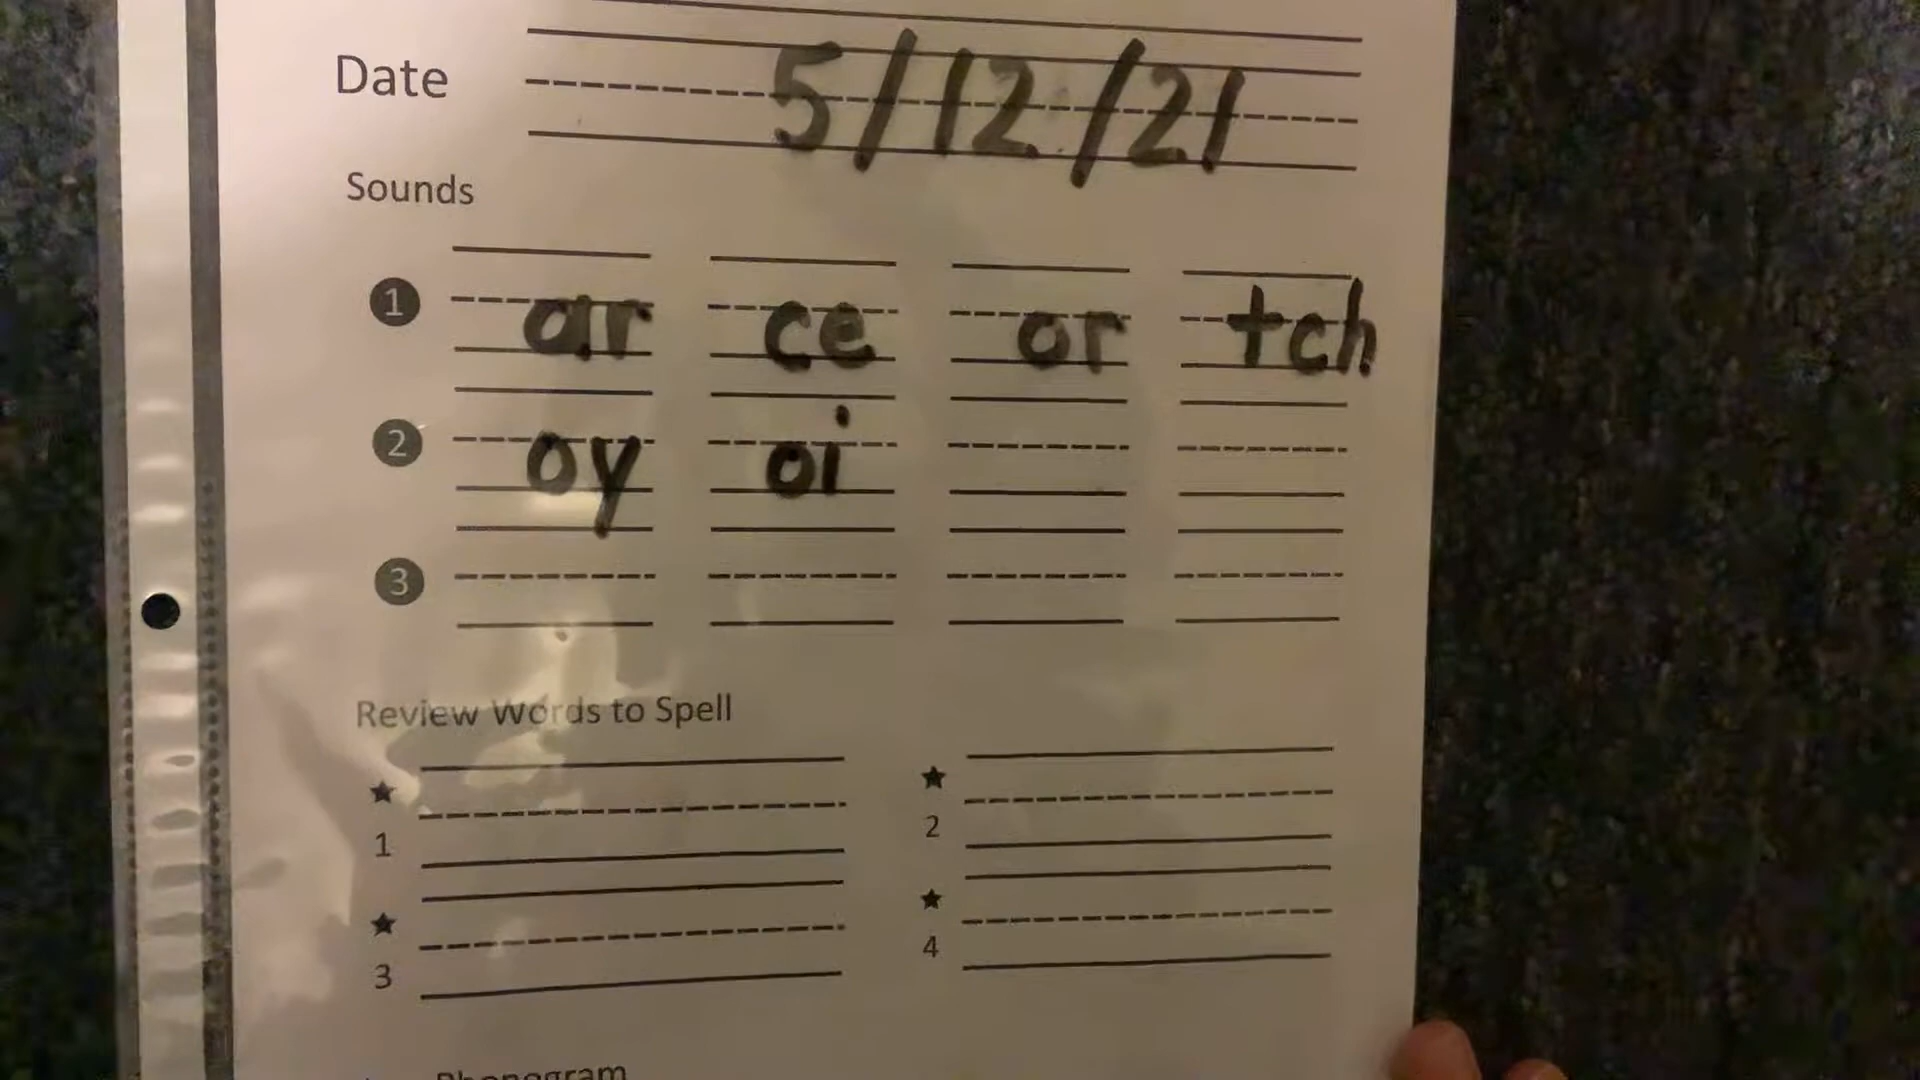 Date 5/12/21
Sounds
1 ar ce or tch
2 oy oi
3
Review Words to Spell
★ ★
1 2
★ ★
3 4
Phonogram